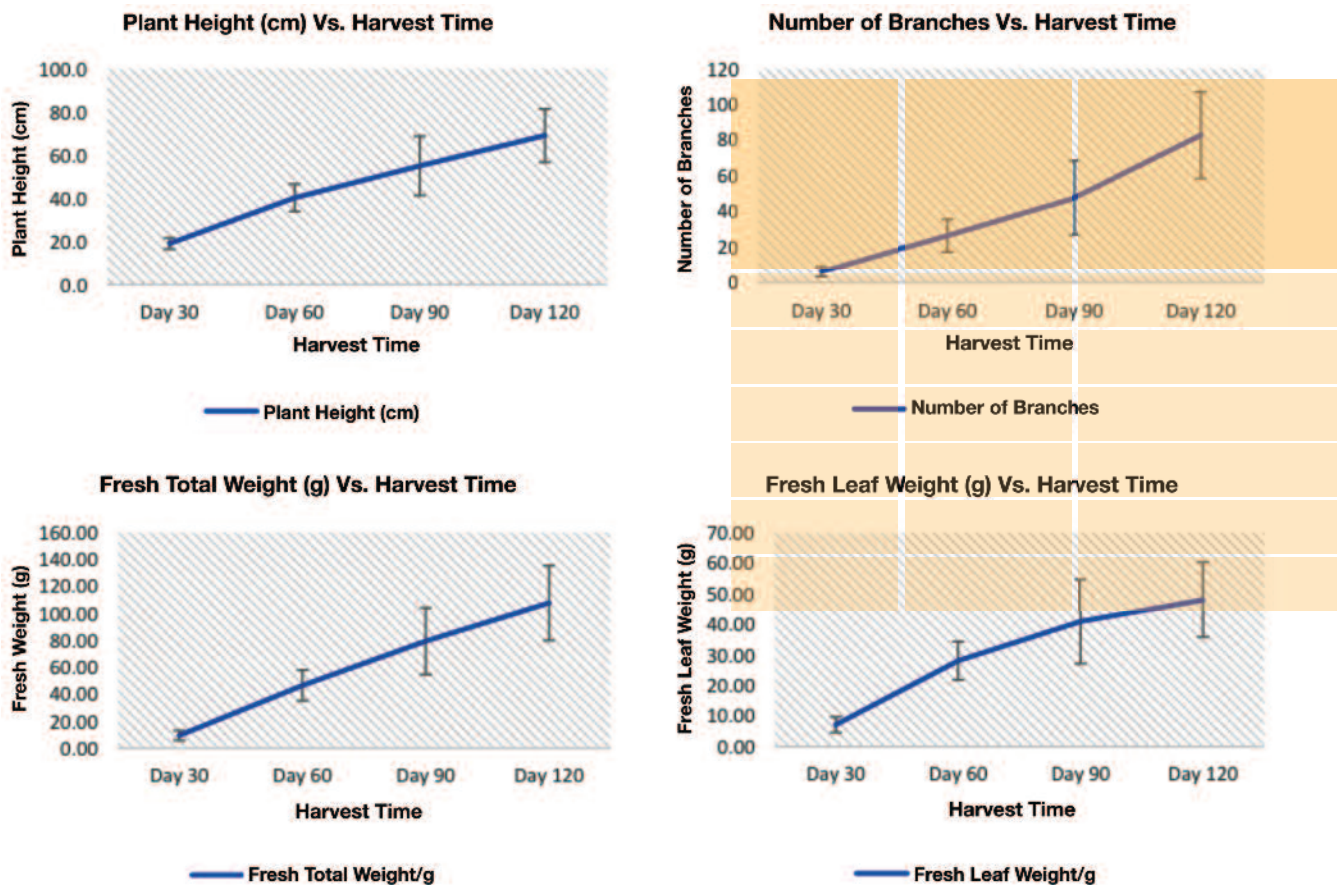 Plant Height (cm) Vs. Harvest Time
100.0
80.0
60.0
40.0
20.0
0.0
Plant Height (cm)
Day 30 Day 60 Day 90 Day 120
Harvest Time
Plant Height (cm)
Number of Branches Vs. Harvest Time
120
100
80
60
40
20
0
Number of Branches
Day 30 Day 60 Day 90 Day 120
Harvest Time
Number of Branches
Fresh Total Weight (g) Vs. Harvest Time
160.00
140.00
120.00
100.00
80.00
60.00
40.00
20.00
0.00
Fresh Weight (g)
Day 30 Day 60 Day 90 Day 120
Harvest Time
Fresh Total Weight/g
Fresh Leaf Weight (g) Vs. Harvest Time
70.00
60.00
50.00
40.00
30.00
20.00
10.00
0.00
Fresh Leaf Weight (g)
Day 30 Day 60 Day 90 Day 120
Harvest Time
Fresh Leaf Weight/g